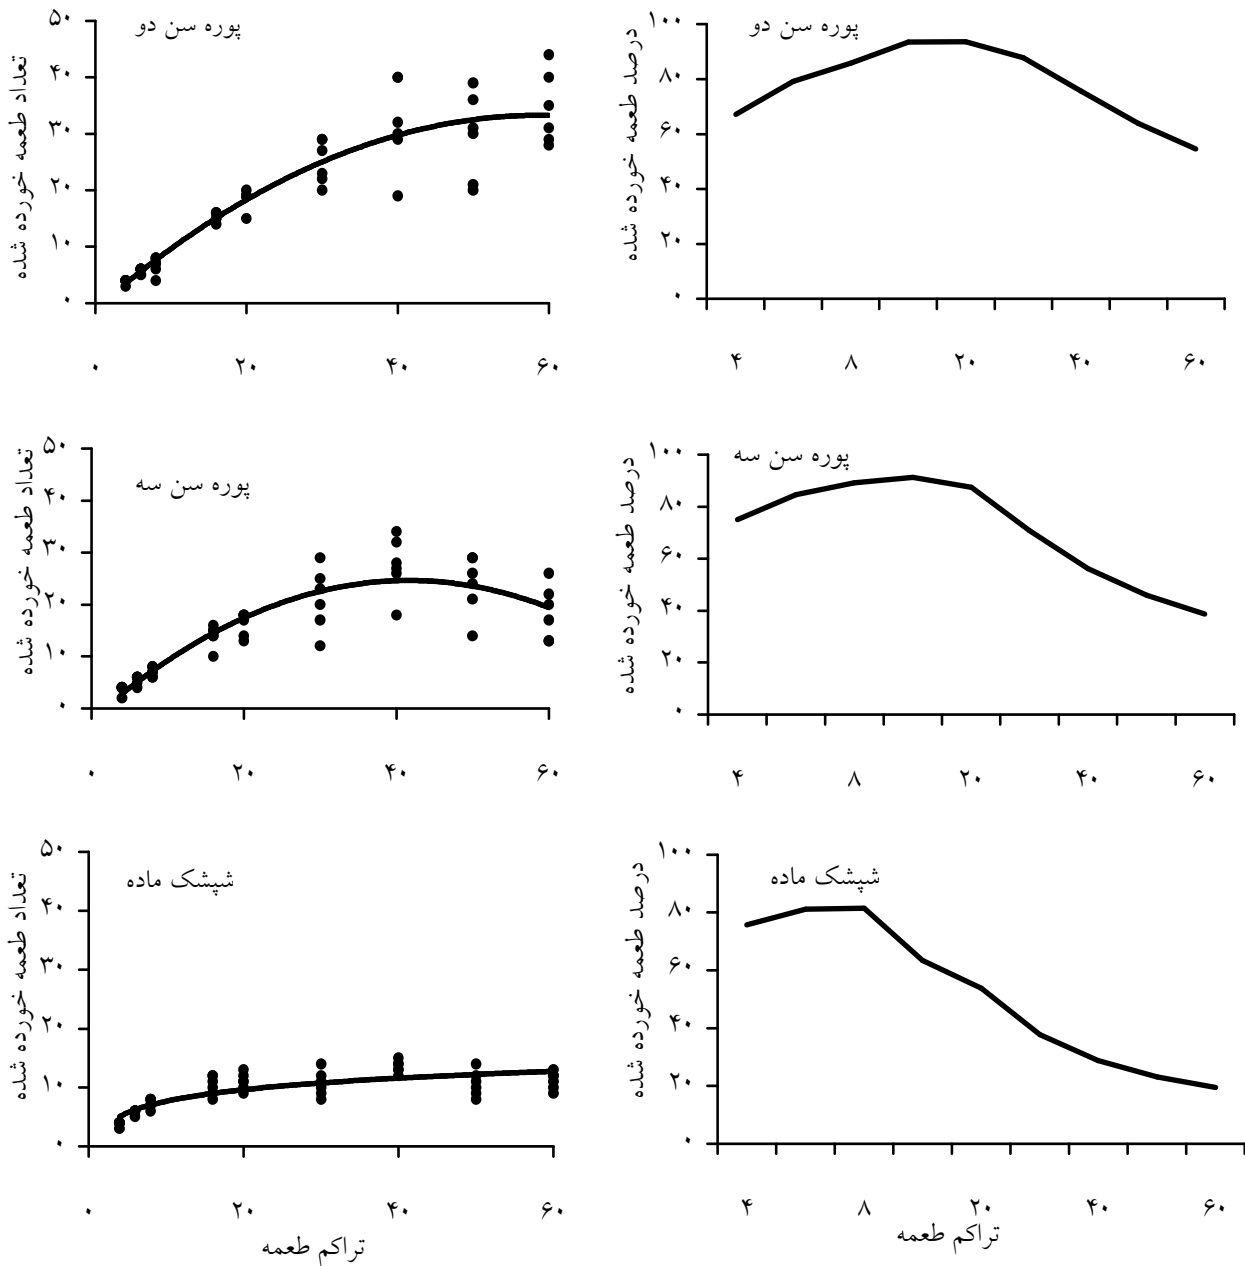 پوره سن دو
تعداد طعمه خورده شده
۵۰
۴۰
۳۰
۲۰
۱۰
۰
۰ ۲۰ ۴۰ ۶۰
پوره سن دو
درصد طعمه خورده شده
۱۰۰
۸۰
۶۰
۴۰
۲۰
۰
۴ ۸ ۲۰ ۴۰ ۶۰
پوره سن سه
تعداد طعمه خورده شده
۵۰
۴۰
۳۰
۲۰
۱۰
۰
۰ ۲۰ ۴۰ ۶۰
پوره سن سه
درصد طعمه خورده شده
۱۰۰
۸۰
۶۰
۴۰
۲۰
۰
۴ ۸ ۲۰ ۴۰ ۶۰
شپشک ماده
تعداد طعمه خورده شده
۵۰
۴۰
۳۰
۲۰
۱۰
۰
۰ ۲۰ ۴۰ ۶۰
تراکم طعمه
شپشک ماده
درصد طعمه خورده شده
۱۰۰
۸۰
۶۰
۴۰
۲۰
۰
۴ ۸ ۲۰ ۴۰ ۶۰
تراکم طعمه